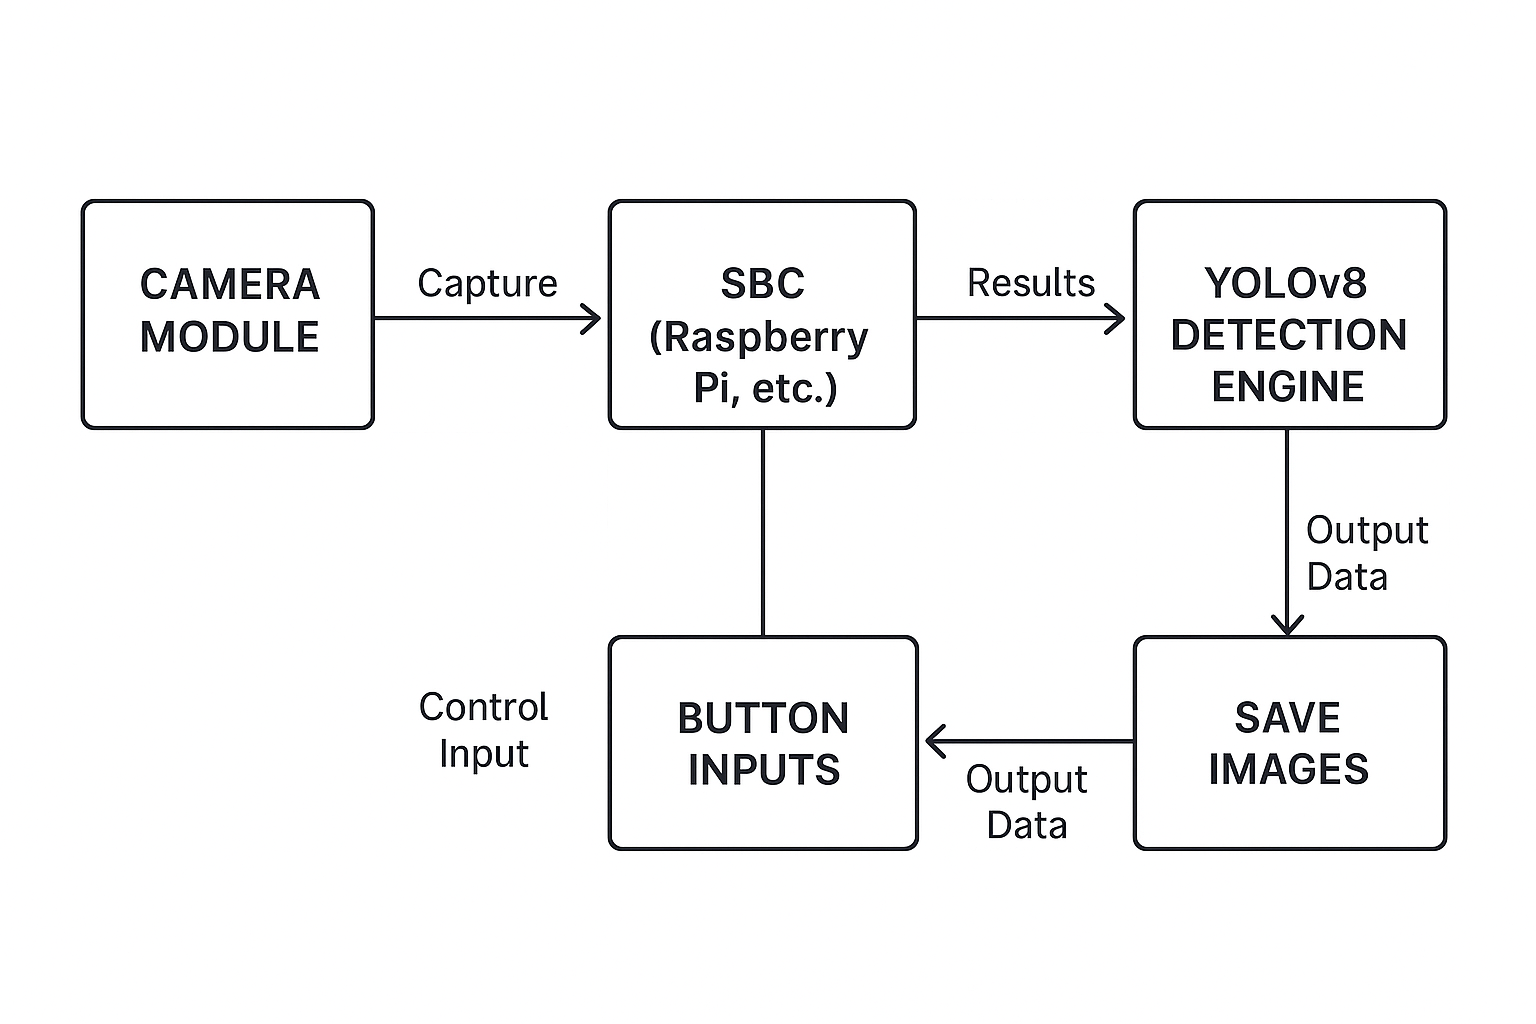 CAMERA
MODULE
Capture
SBC
(Raspberry
Pi, etc.)
Results
YOLOv8
DETECTION
ENGINE
Output
Data
Control
Input
BUTTON
INPUTS
Output
Data
SAVE
IMAGES